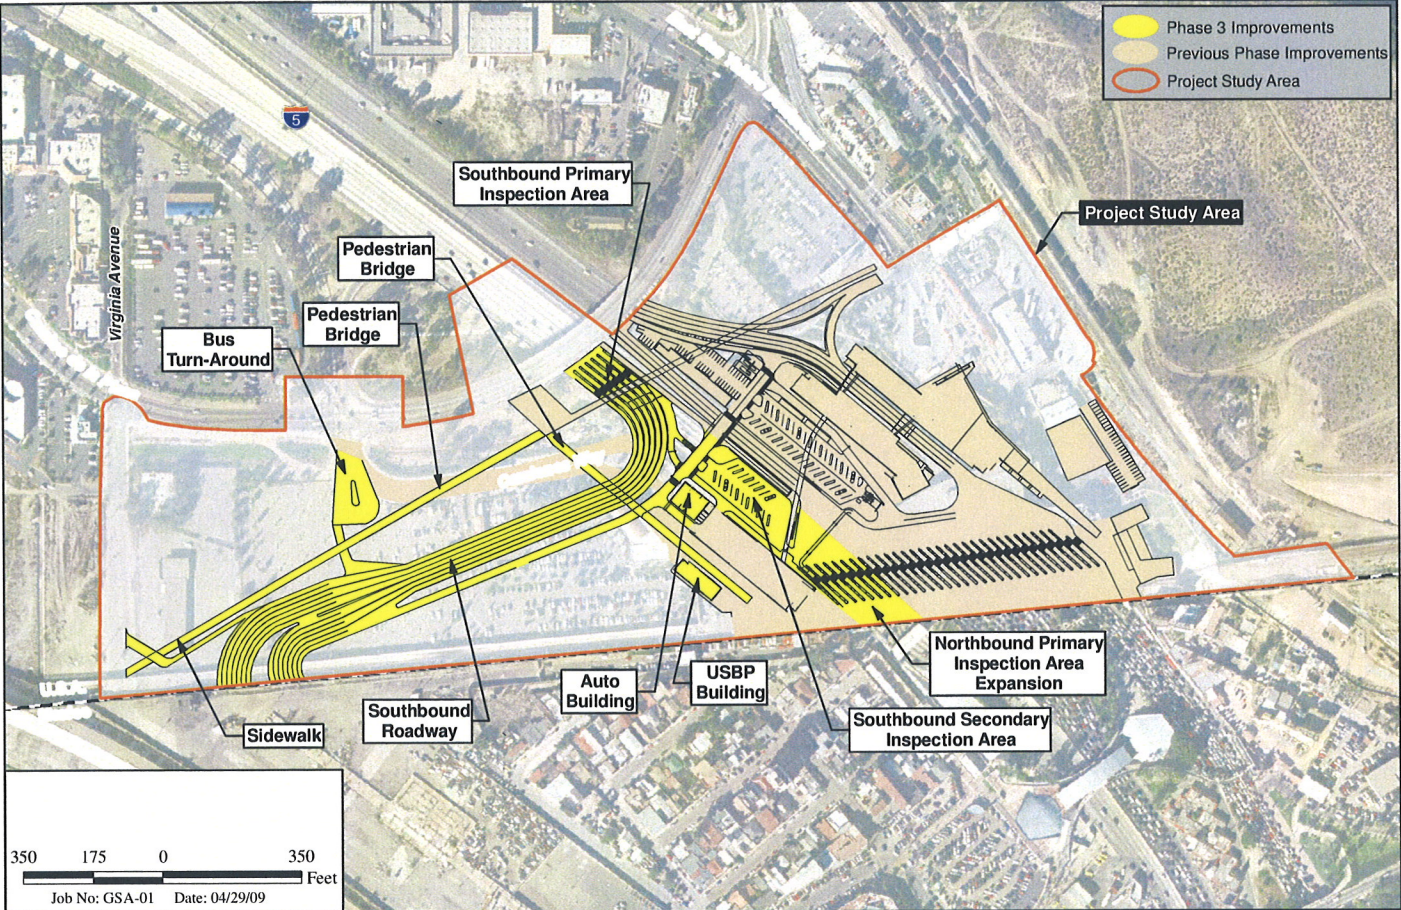 Phase 3 Improvements
Previous Phase Improvements
Project Study Area
5
Southbound Primary
Inspection Area
Project Study Area
Pedestrian
Bridge
Virginia Avenue
Pedestrian
Bridge
Bus
Turn-Around
Northbound Primary
Inspection Area
Expansion
Auto
Building
USBP
Building
Southbound
Roadway
Sidewalk
Southbound Secondary
Inspection Area
350 175 0 350
Feet
Job No: GSA-01 Date: 04/29/09